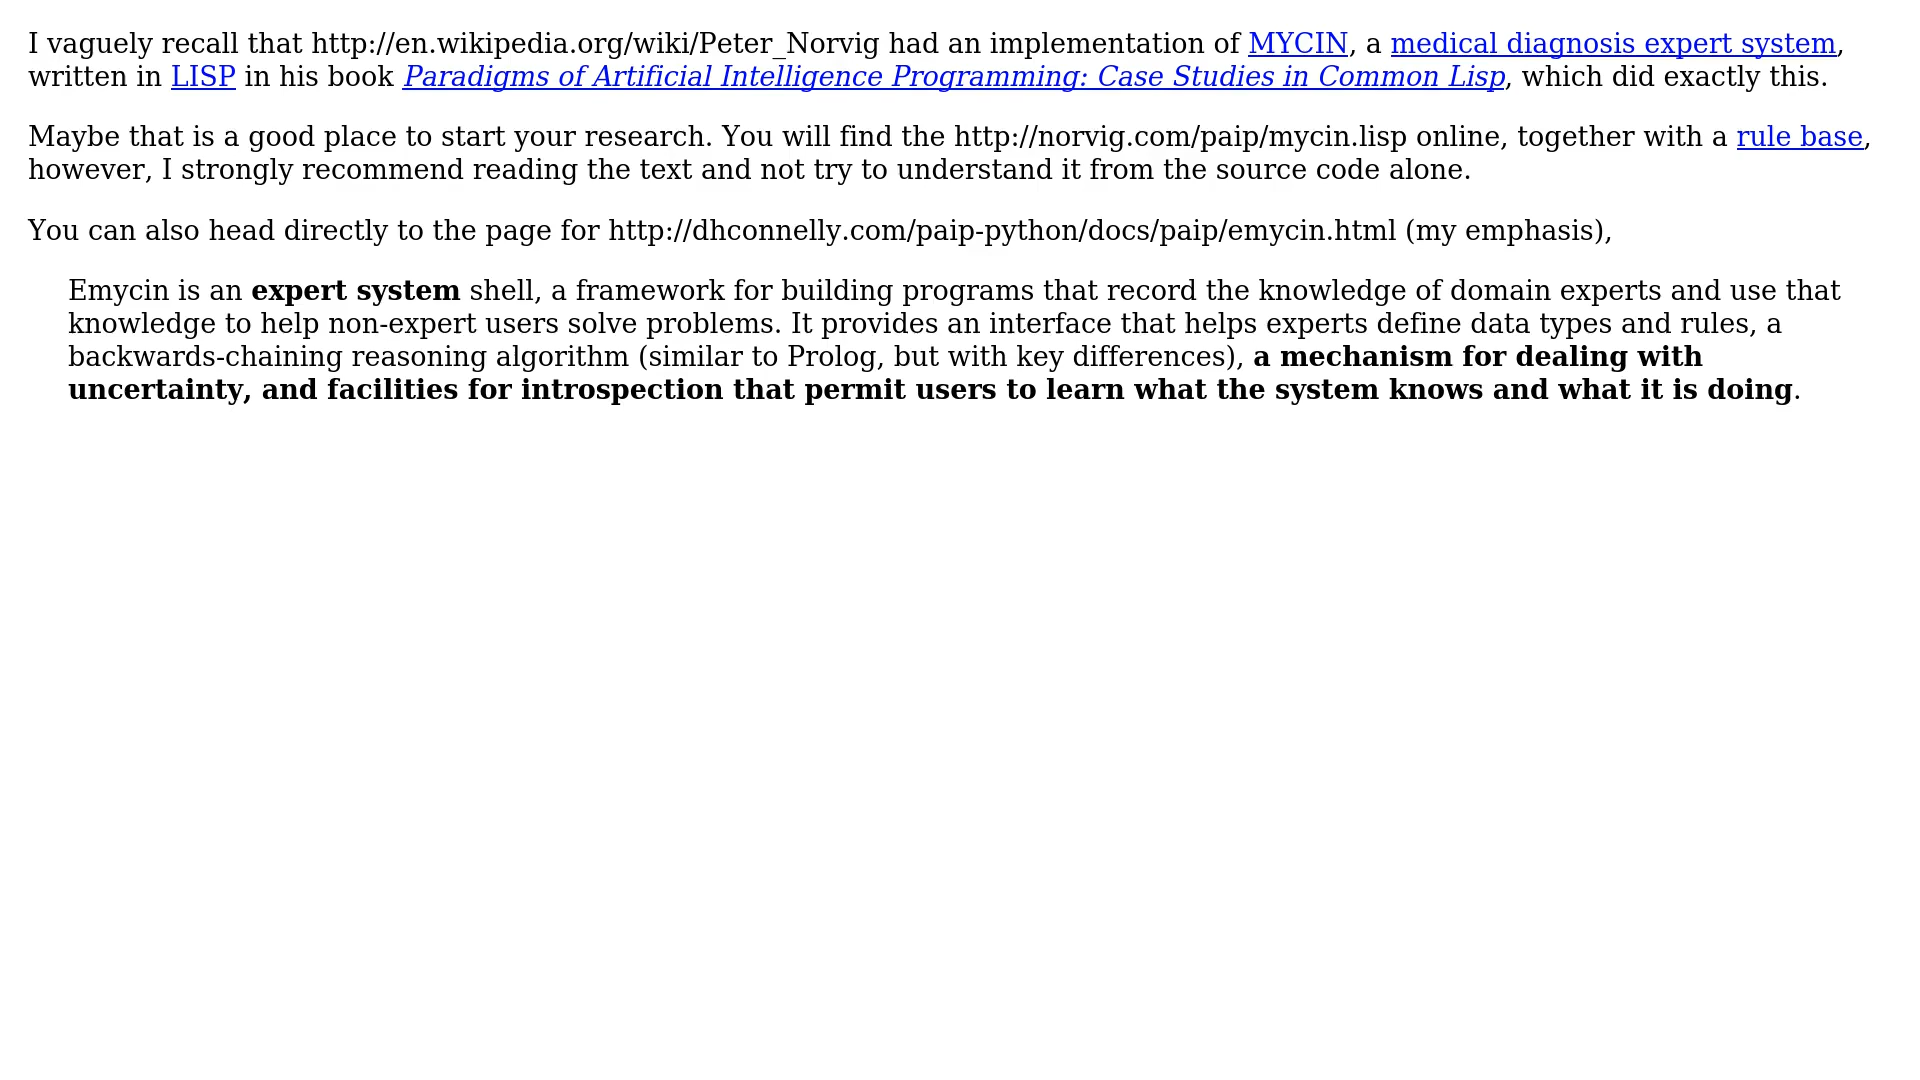 I vaguely recall that http://en.wikipedia.org/wiki/Peter_Norvig had an implementation of MYCIN, a medical diagnosis expert system,
written in LISP in his book Paradigms of Artificial Intelligence Programming: Case Studies in Common Lisp, which did exactly this.
Maybe that is a good place to start your research. You will find the http://norvig.com/paip/mycin.lisp online, together with a rule base,
however, I strongly recommend reading the text and not try to understand it from the source code alone.
You can also head directly to the page for http://dhconnelly.com/paip-python/docs/paip/emycin.html (my emphasis),
Emycin is an expert system shell, a framework for building programs that record the knowledge of domain experts and use that
knowledge to help non-expert users solve problems. It provides an interface that helps experts define data types and rules, a
backwards-chaining reasoning algorithm (similar to Prolog, but with key differences), a mechanism for dealing with
uncertainty, and facilities for introspection that permit users to learn what the system knows and what it is doing.